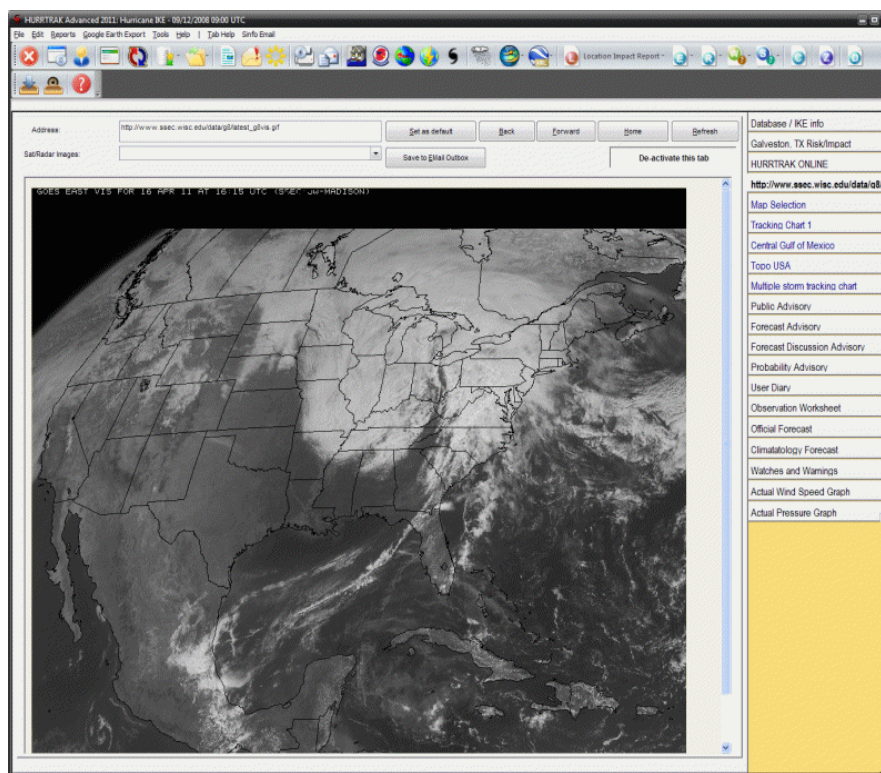 HURRTRAK Advanced 2011: Hurricane IKE - 09/12/2008 09:00 UTC
File Edit Reports Google Earth Export Tools Help | Tab Help Sinfo Email
Location Impact Report
Address:
http://www.ssec.wisc.edu/data/g8/latest_g8vis.gif
Set as default
Back
Forward
Home
Refresh
Sat/Radar Images:
Save to EMail Outbox
De-activate this tab
GOES EAST VIS FOR 16 APR 11 AT 16:15 UTC (SSEC UW-MADISON)
Database / IKE info
Galveston, TX Risk/Impact
HURRTRAK ONLINE
http://www.ssec.wisc.edu/data/g8/
Map Selection
Tracking Chart 1
Central Gulf of Mexico
Topo USA
Multiple storm tracking chart
Public Advisory
Forecast Advisory
Forecast Discussion Advisory
Probability Advisory
User Diary
Observation Worksheet
Official Forecast
Climatatology Forecast
Watches and Warnings
Actual Wind Speed Graph
Actual Pressure Graph